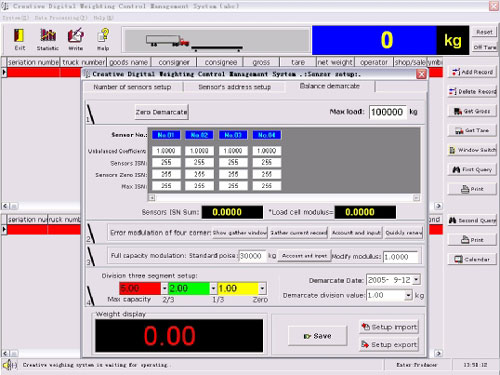 Creative Digital Weighting Control Management System (abc)
System(I) Data Processing(F) Help(H)
Exit Statistic Write Help
0 kg
Reset
Off Tare
seriation numbe truck number goods name consigner consignee gross tare net weight operator shop/sale
Creative Digital Weighting Control Management System .:Sensor setup:.
Number of sensors setup Sensor's address setup Balance demarcate
Add Record
Delete Record
Get Gross
Get Tare
Window Switch
First Query
Print
Second Query
Print
Calendar
1 Zero Demarcate Max load: 100000 kg
Sensor No.: No.01 No.02 No.03 No.04
Unbalanced Coefficient: 1.0000 1.0000 1.0000 1.0000
Sensors ISN: 255 255 255 255
Sensors Zero ISN: 255 255 255 255
Max ISN: 255 255 255 255
Sensors ISN Sum: 0.0000 *Load cell modulus= 0.0000
seriation nu truck numb
2 Error modulation of four corner: Show gather window Gather current record Account and input Quickly renew
3 Full capacity modulation: Standard poise: 30000 kg Account and input Modify modulus: 1.0000
Division three segment setup:
4 5.00 2.00 1.00
Max capacity 2/3 1/3 Zero
Demarcate Date: 2005- 9-12
Demarcate division value: 1.00 kg
Weight display
0.00
Save
Setup import
Setup export
Creative weighing system is waiting for operating.. Enter Producer 13:51:12